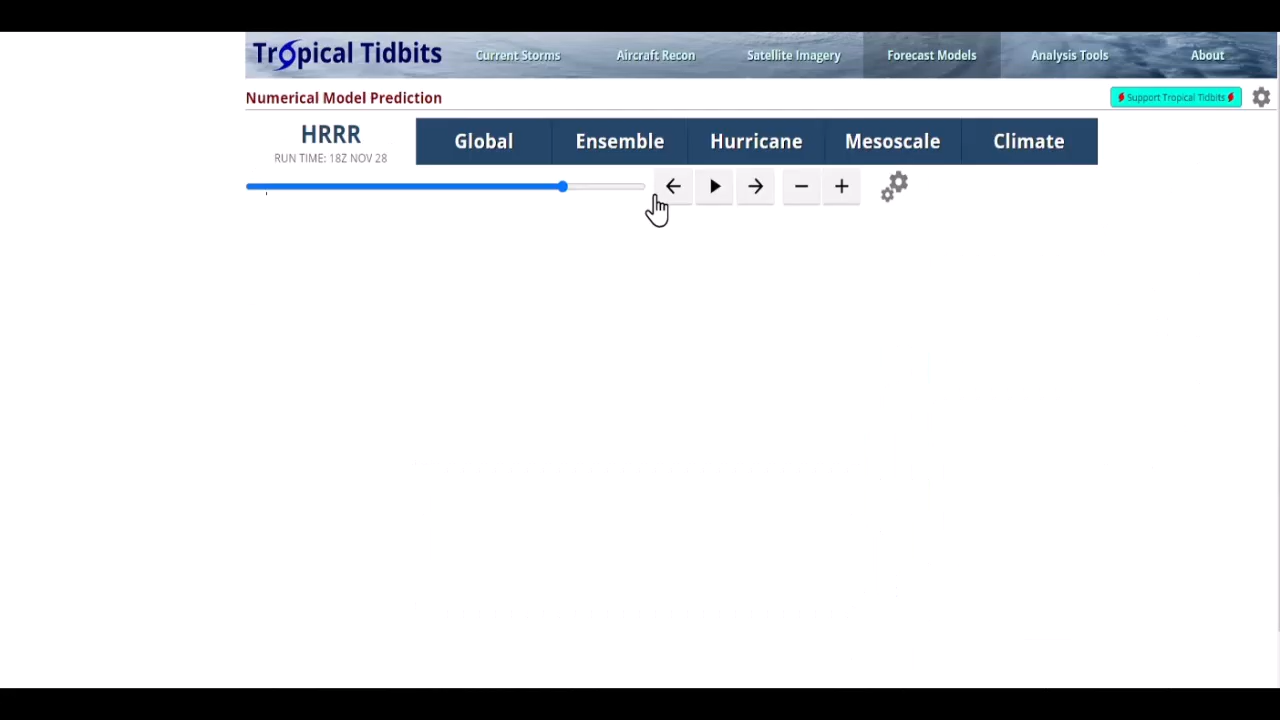 Tropical Tidbits
Current Storms
Aircraft Recon
Satellite Imagery
Forecast Models
Analysis Tools
About
Numerical Model Prediction
Support Tropical Tidbits
HRRR
RUN TIME: 18Z NOV 28
Global
Ensemble
Hurricane
Mesoscale
Climate